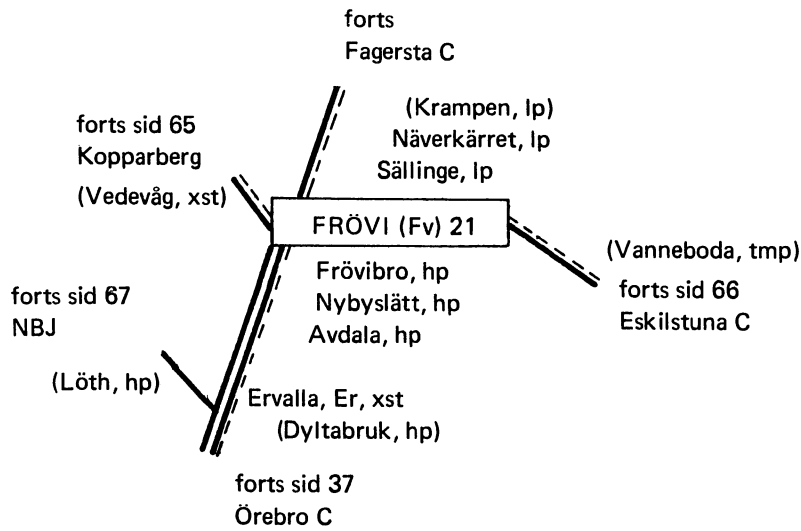 forts
Fagersta C
(Krampen, lp)
Näverkärret, lp
Sällinge, lp
forts sid 65
Kopparberg
(Vedevåg, xst)
FRÖVI (Fv) 21
(Vanneboda, tmp)
forts sid 66
Eskilstuna C
Frövibro, hp
Nybyslätt, hp
Avdala, hp
forts sid 67
NBJ
(Löth, hp)
Ervalla, Er, xst
(Dyltabruk, hp)
forts sid 37
Örebro C